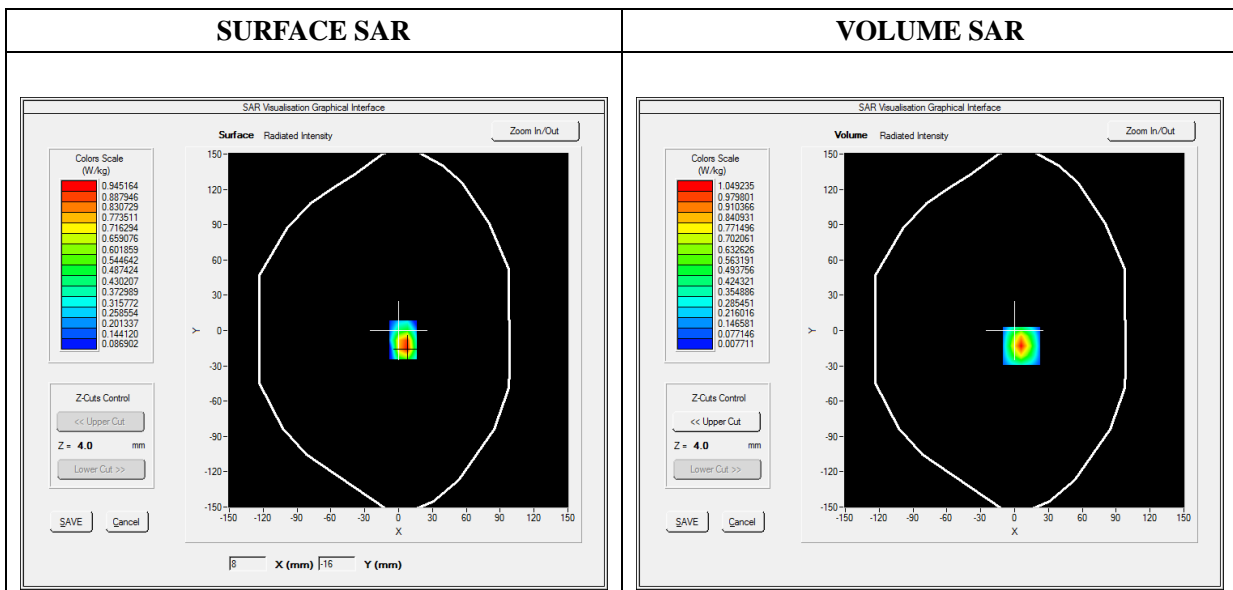 SURFACE SAR
VOLUME SAR
SAR Visualisation Graphical Interface
Surface Radiated Intensity
Zoom In/Out
Colors Scale
(W/kg)
0.945164
0.887946
0.830729
0.773511
0.716294
0.659076
0.601859
0.544642
0.487424
0.430207
0.372989
0.315772
0.258554
0.201337
0.144120
0.086902
Z-Cuts Control
<< Upper Cut
Z = 4.0 mm
Lower Cut >>
SAVE Cancel
150
120
90
60
30
0
-30
-60
-90
-120
-150
Y
-150 -120 -90 -60 -30 0 30 60 90 120 150
X
8 X (mm) -16 Y (mm)
SAR Visualisation Graphical Interface
Volume Radiated Intensity
Zoom In/Out
Colors Scale
(W/kg)
1.049235
0.979801
0.910366
0.840931
0.771496
0.702061
0.632626
0.563191
0.493756
0.424321
0.354886
0.285451
0.216016
0.146581
0.077146
0.007711
Z-Cuts Control
<< Upper Cut
Z = 4.0 mm
Lower Cut >>
SAVE Cancel
150
120
90
60
30
0
-30
-60
-90
-120
-150
Y
-150 -120 -90 -60 -30 0 30 60 90 120 150
X